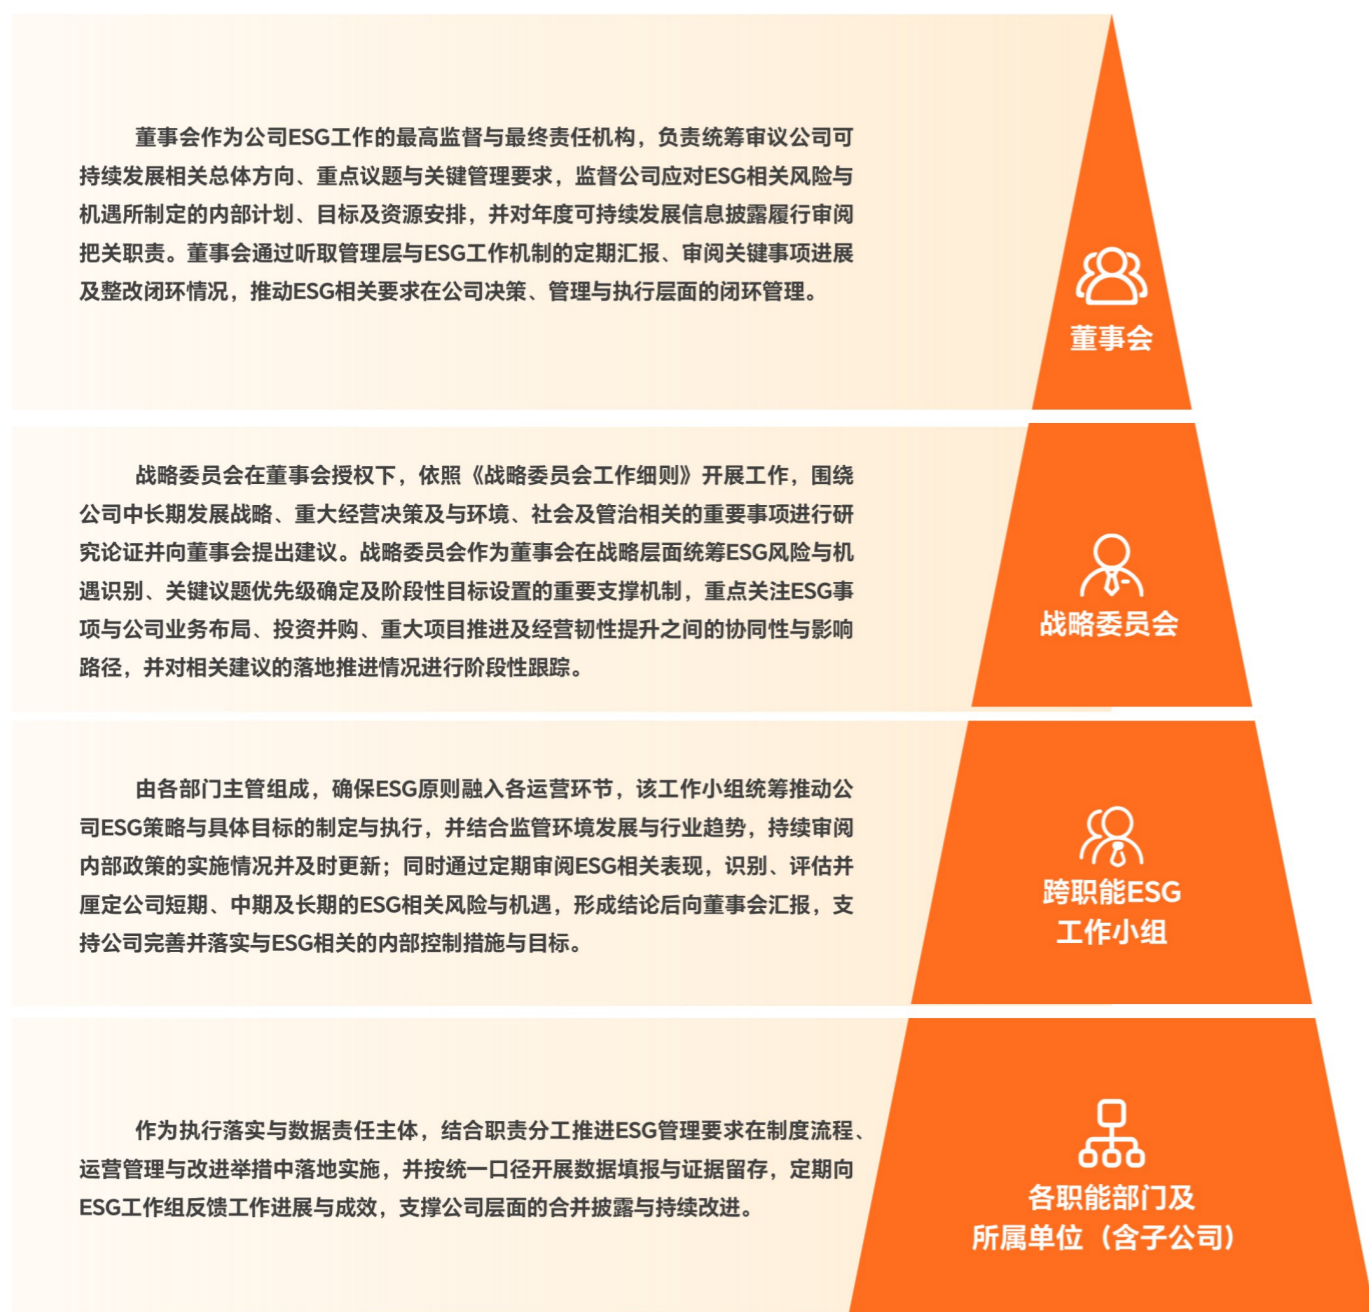 董事会作为公司ESG工作的最高监督与最终责任机构，负责统筹审议公司可
持续发展相关总体方向、重点议题与关键管理要求，监督公司应对ESG相关风险与
机遇所制定的内部计划、目标及资源安排，并对年度可持续发展信息披露履行审阅
把关职责。董事会通过听取管理层与ESG工作机制的定期汇报、审阅关键事项进展
及整改闭环情况，推动ESG相关要求在公司决策、管理与执行层面的闭环管理。
董事会
战略委员会在董事会授权下，依照《战略委员会工作细则》开展工作，围绕
公司中长期发展战略、重大经营决策及与环境、社会及管治相关的重要事项进行研
究论证并向董事会提出建议。战略委员会作为董事会在战略层面统筹ESG风险与机
遇识别、关键议题优先级确定及阶段性目标设置的重要支撑机制，重点关注ESG事
项与公司业务布局、投资并购、重大项目推进及经营韧性提升之间的协同性与影响
路径，并对相关建议的落地推进情况进行阶段性跟踪。
战略委员会
由各部门主管组成，确保ESG原则融入各运营环节，该工作小组统筹推动公
司ESG策略与具体目标的制定与执行，并结合监管环境发展与行业趋势，持续审阅
内部政策的实施情况并及时更新；同时通过定期审阅ESG相关表现，识别、评估并
厘定公司短期、中期及长期的ESG相关风险与机遇，形成结论后向董事会汇报，支
持公司完善并落实与ESG相关的内部控制措施与目标。
跨职能ESG
工作小组
作为执行落实与数据责任主体，结合职责分工推进ESG管理要求在制度流程、
运营管理与改进举措中落地实施，并按统一口径开展数据填报与证据留存，定期向
ESG工作组反馈工作进展与成效，支撑公司层面的合并披露与持续改进。
各职能部门及
所属单位（含子公司）